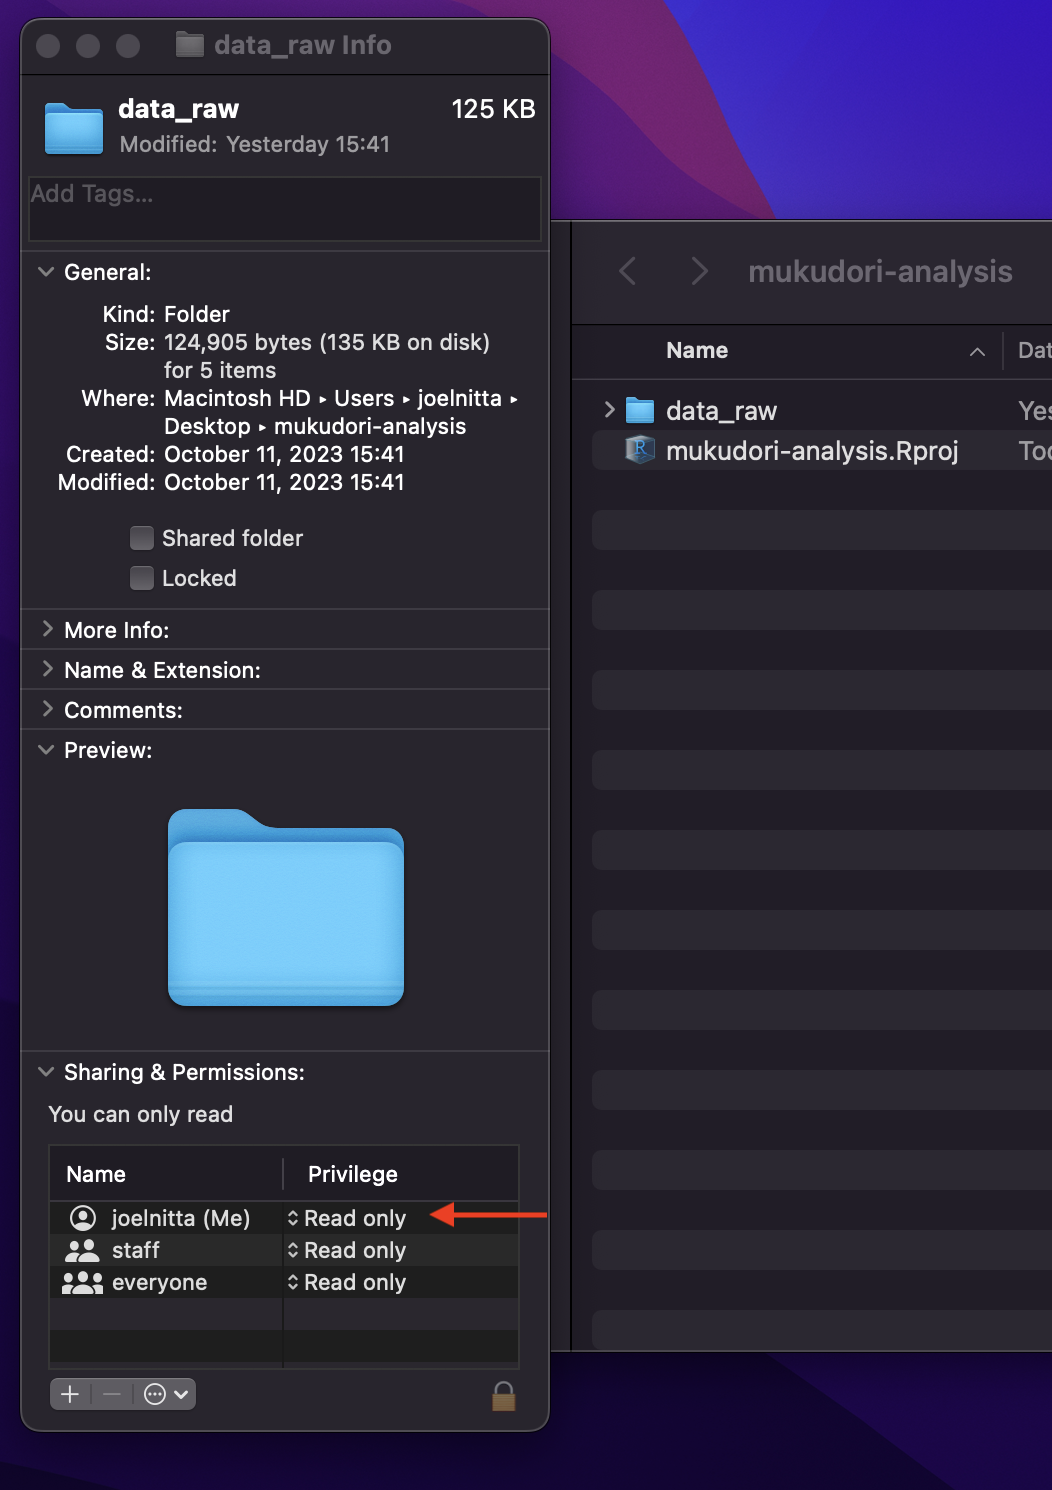 data_raw Info
data_raw 125 KB
Modified: Yesterday 15:41
Add Tags...
General:
Kind: Folder
Size: 124,905 bytes (135 KB on disk)
for 5 items
Where: Macintosh HD ▸ Users ▸ joelnitta ▸
Desktop ▸ mukudori-analysis
Created: October 11, 2023 15:41
Modified: October 11, 2023 15:41
Shared folder
Locked
More Info:
Name & Extension:
Comments:
Preview:
Sharing & Permissions:
You can only read
Name Privilege
joelnitta (Me) Read only
staff Read only
everyone Read only
mukudori-analysis
Name
data_raw
mukudori-analysis.Rproj